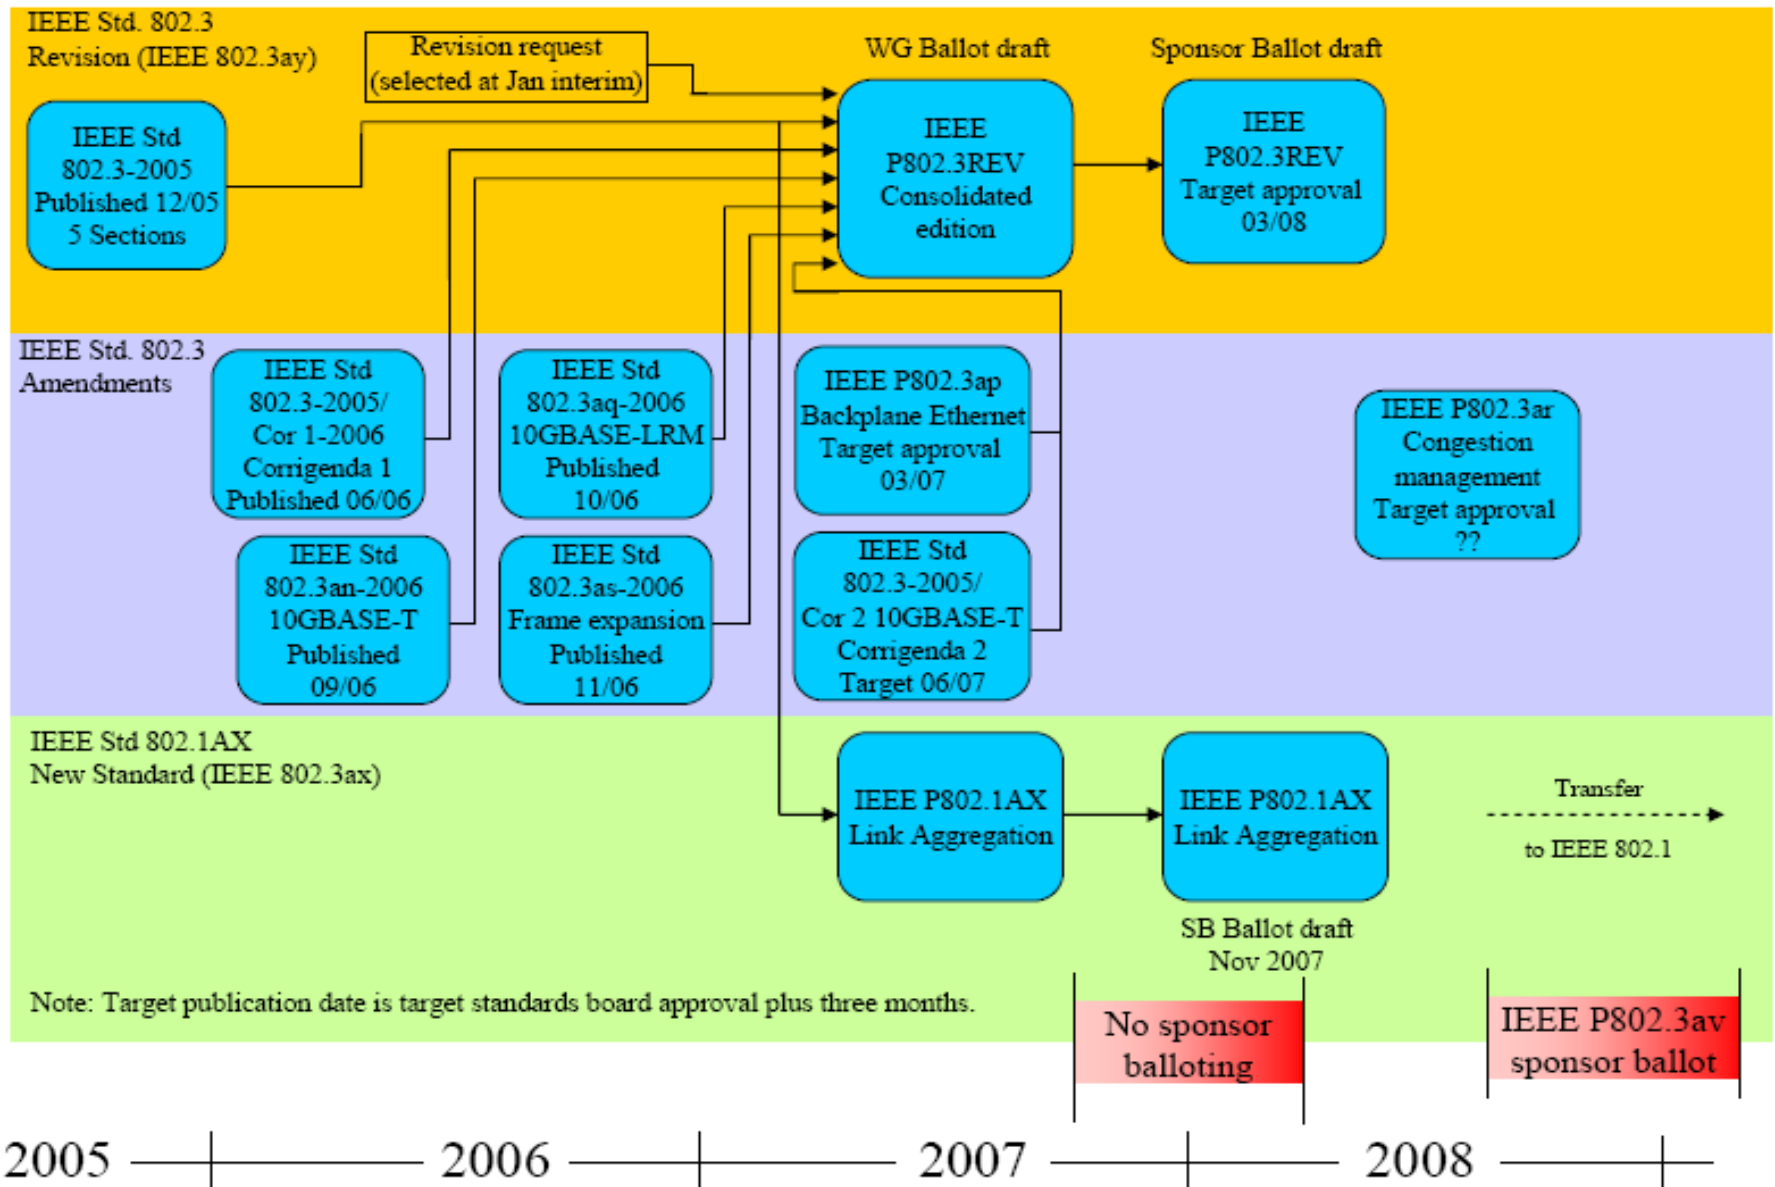 IEEE Std. 802.3
Revision (IEEE 802.3ay)
Revision request
(selected at Jan interim)
WG Ballot draft
Sponsor Ballot draft
IEEE Std
802.3-2005
Published 12/05
5 Sections
IEEE
P802.3REV
Consolidated
edition
IEEE
P802.3REV
Target approval
03/08
IEEE Std. 802.3
Amendments
IEEE Std
802.3-2005/
Cor 1-2006
Corrigenda 1
Published 06/06
IEEE Std
802.3aq-2006
10GBASE-LRM
Published
10/06
IEEE P802.3ap
Backplane Ethernet
Target approval
03/07
IEEE P802.3ar
Congestion
management
Target approval
??
IEEE Std
802.3an-2006
10GBASE-T
Published
09/06
IEEE Std
802.3as-2006
Frame expansion
Published
11/06
IEEE Std
802.3-2005/
Cor 2 10GBASE-T
Corrigenda 2
Target 06/07
IEEE Std 802.1AX
New Standard (IEEE 802.3ax)
IEEE P802.1AX
Link Aggregation
IEEE P802.1AX
Link Aggregation
Transfer
to IEEE 802.1
SB Ballot draft
Nov 2007
Note: Target publication date is target standards board approval plus three months.
No sponsor
balloting
IEEE P802.3av
sponsor ballot
2005
2006
2007
2008